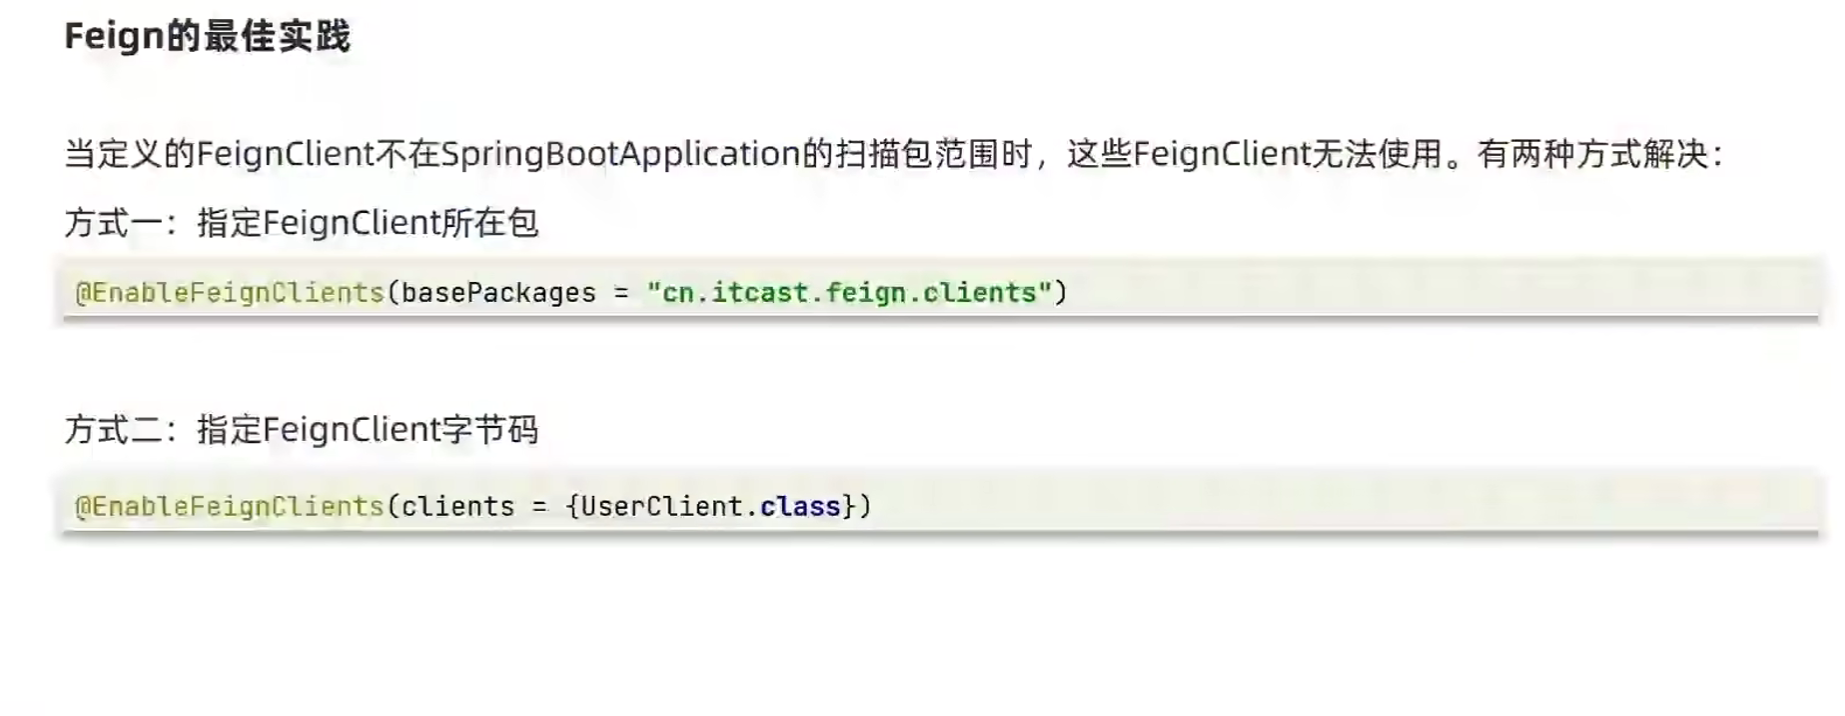 Feign的最佳实践
当定义的FeignClient不在SpringBootApplication的扫描包范围时，这些FeignClient无法使用。有两种方式解决：
方式一：指定FeignClient所在包
@EnableFeignClients(basePackages = "cn.itcast.feign.clients")
方式二：指定FeignClient字节码
@EnableFeignClients(clients = {UserClient.class})